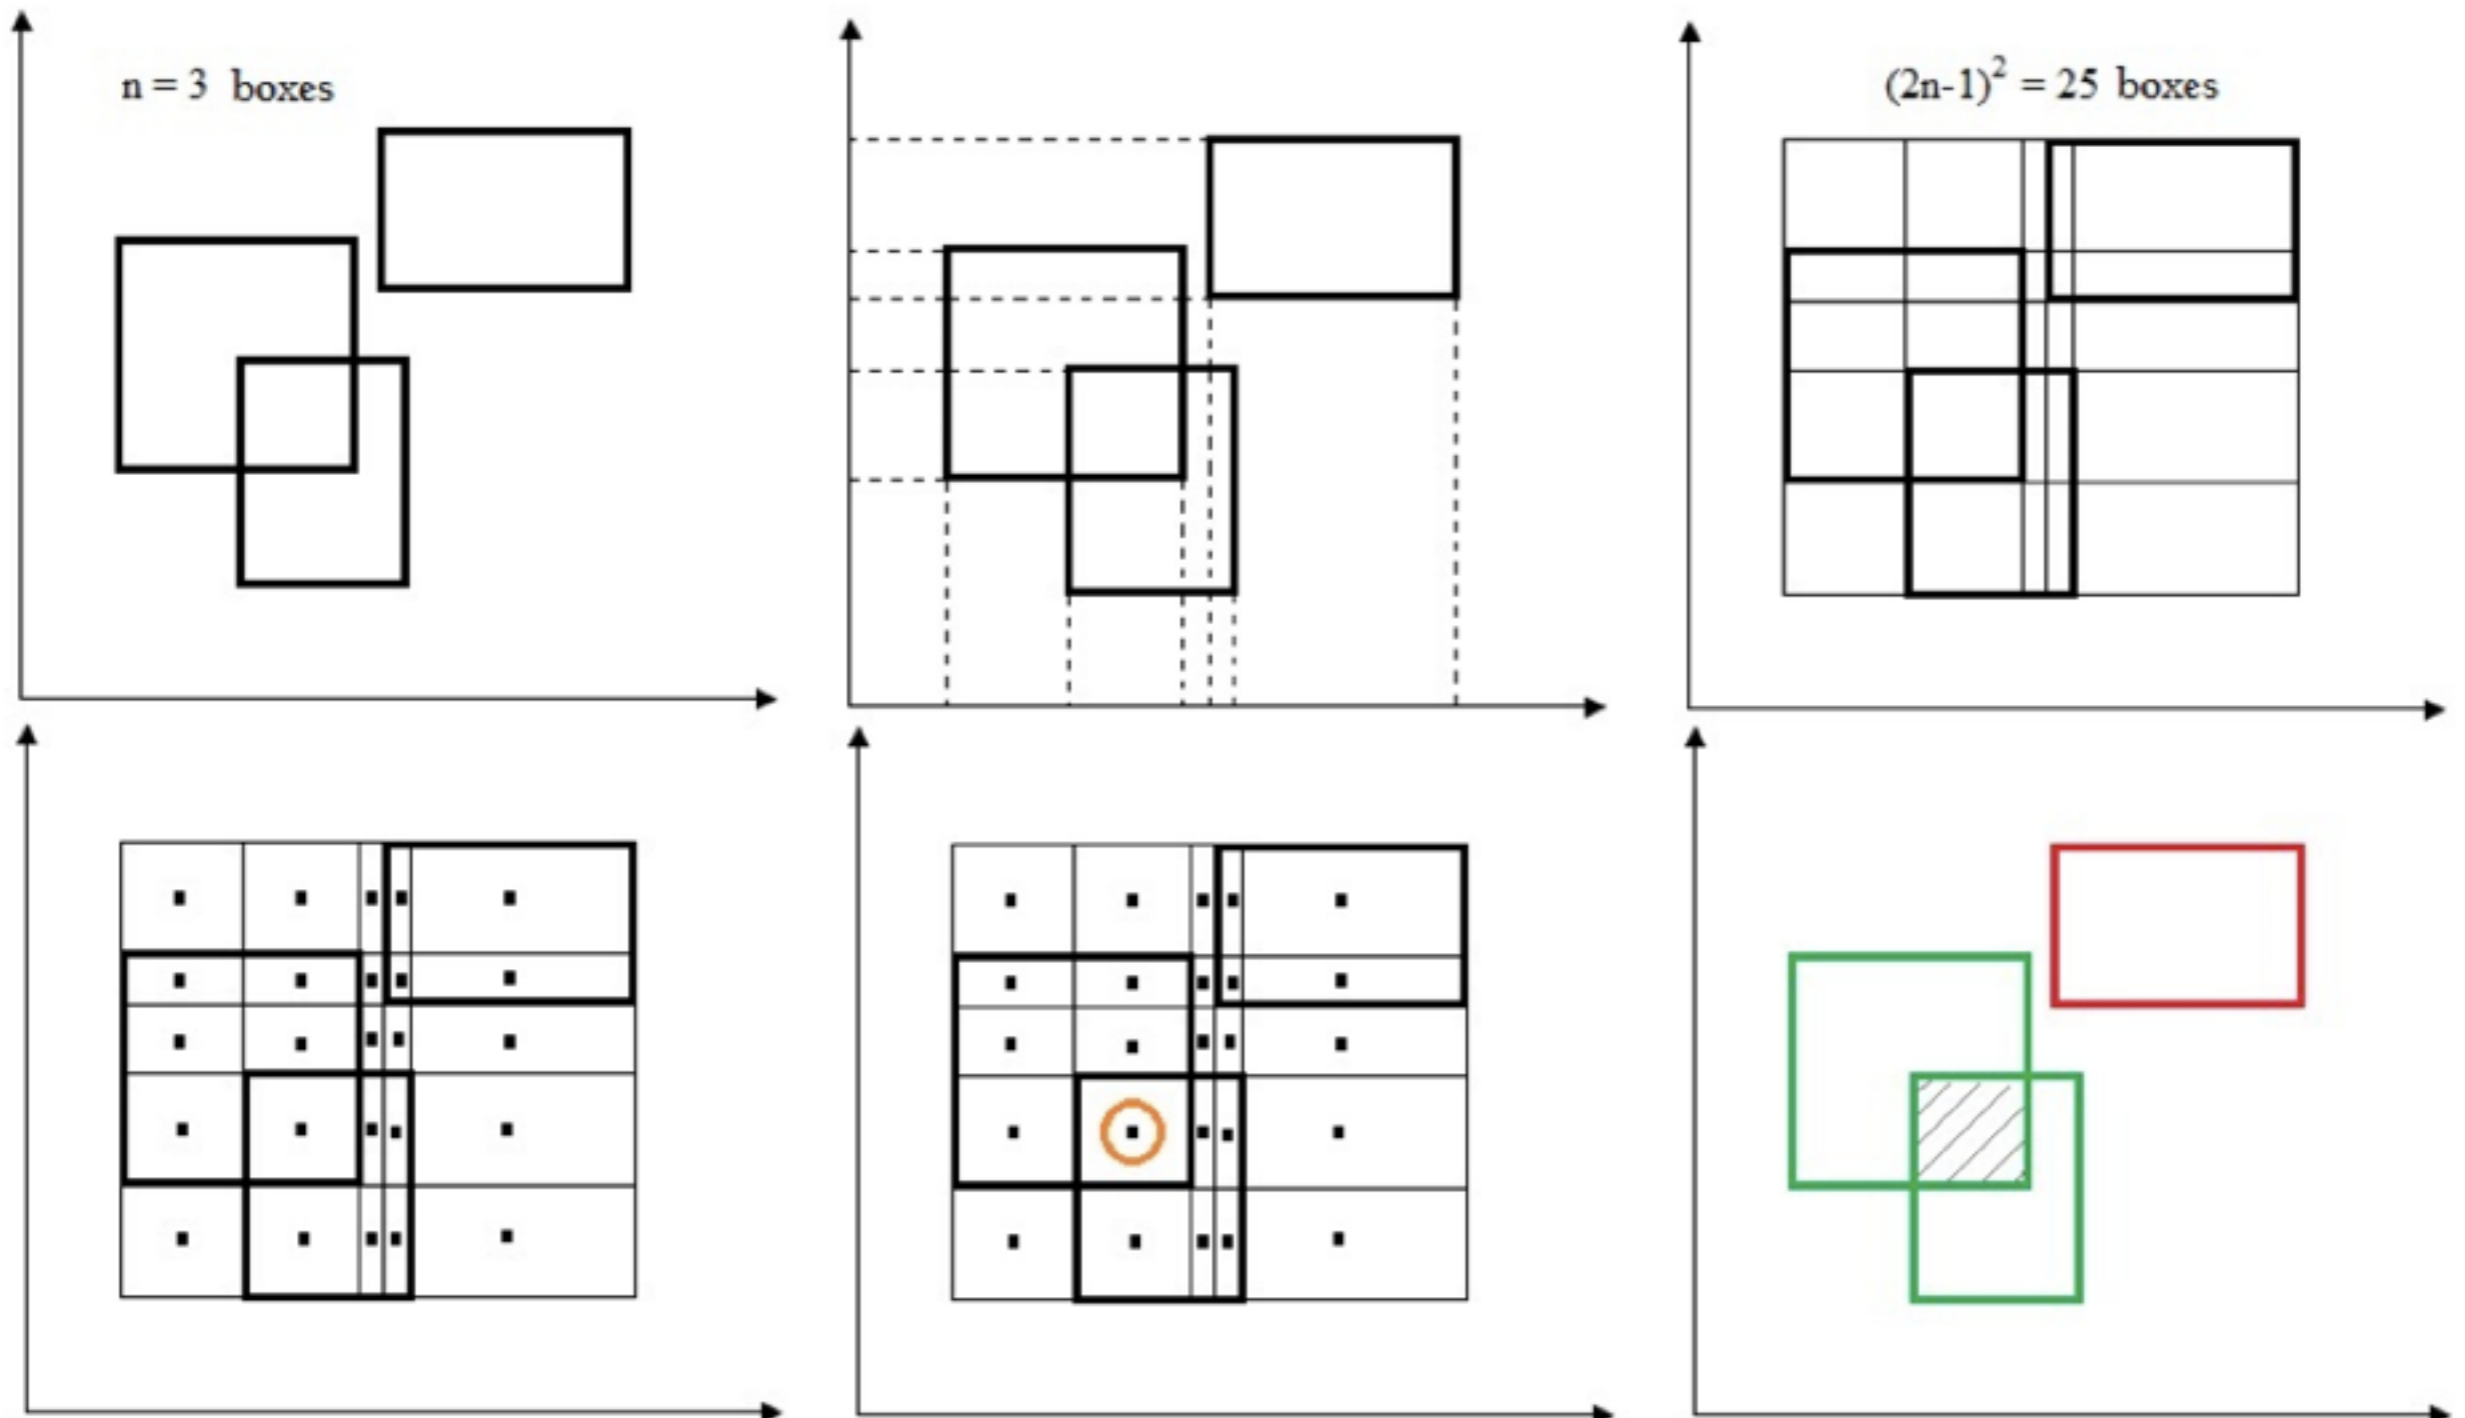 n = 3 boxes
(2n-1)² = 25 boxes